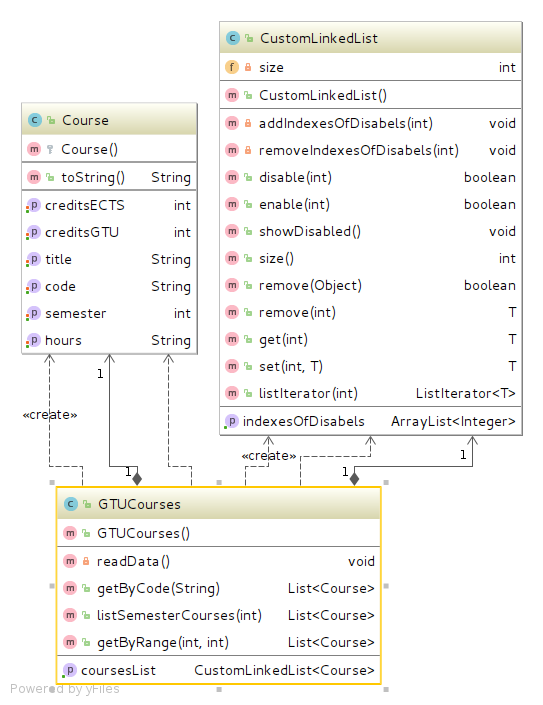 C CustomLinkedList
f size int
m CustomLinkedList()
m addIndexesOfDisabels(int) void
m removeIndexesOfDisabels(int) void
m disable(int) boolean
m enable(int) boolean
m showDisabled() void
m size() int
m remove(Object) boolean
m remove(int) T
m get(int) T
m set(int, T) T
m listIterator(int) ListIterator<T>
p indexesOfDisabels ArrayList<Integer>
C Course
m Course()
m toString() String
p creditsECTS int
p creditsGTU int
p title String
p code String
p semester int
p hours String
1
«create»
«create»
1
1
1
C GTUCourses
m GTUCourses()
m readData() void
m getByCode(String) List<Course>
m listSemesterCourses(int) List<Course>
m getByRange(int, int) List<Course>
p coursesList CustomLinkedList<Course>
Powered by yFiles